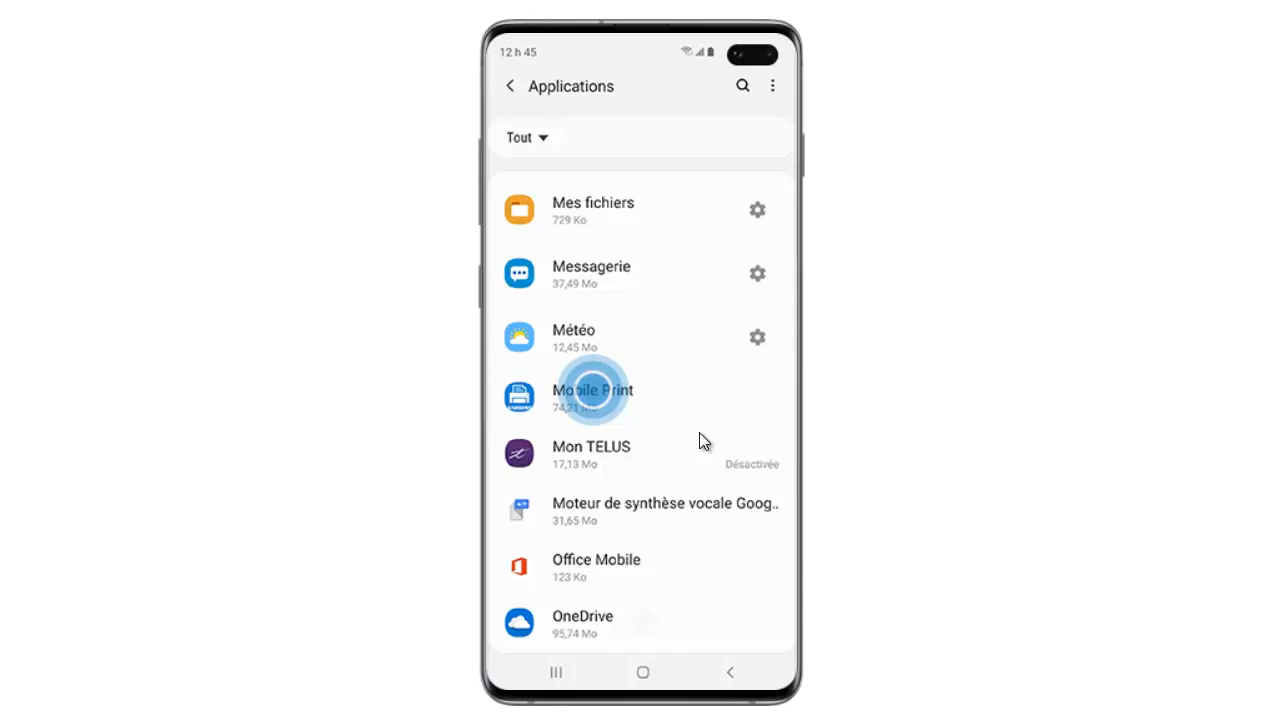 12 h 45
Applications
Tout
Mes fichiers
729 Ko
Messagerie
37,49 Mo
Météo
12,45 Mo
Mobile Print
74,21 Mo
Mon TELUS
17,13 Mo
Désactivée
Moteur de synthèse vocale Goog..
31,65 Mo
Office Mobile
123 Ko
OneDrive
95,74 Mo